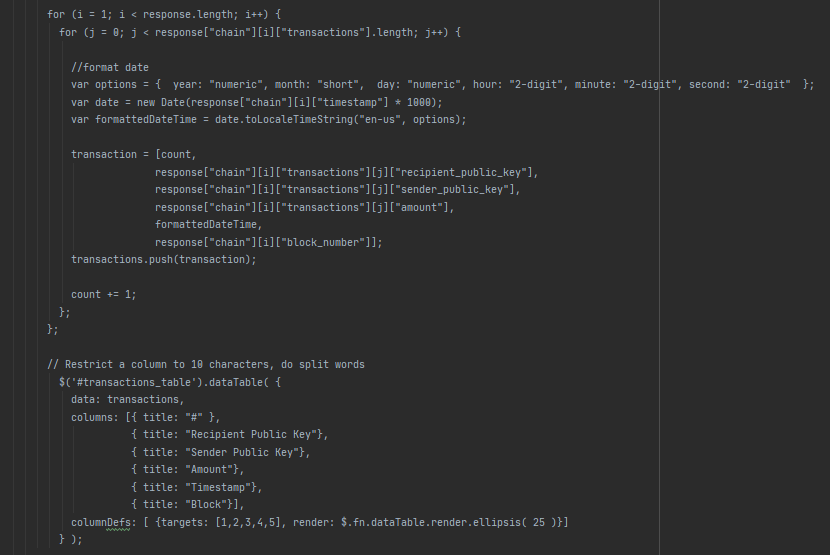 for (i = 1; i < response.length; i++) {
for (j = 0; j < response["chain"][i]["transactions"].length; j++) {
//format date
var options = {  year: "numeric", month: "short",  day: "numeric", hour: "2-digit", minute: "2-digit", second: "2-digit"  };
var date = new Date(response["chain"][i]["timestamp"] * 1000);
var formattedDateTime = date.toLocaleTimeString("en-us", options);
transaction = [count,
response["chain"][i]["transactions"][j]["recipient_public_key"],
response["chain"][i]["transactions"][j]["sender_public_key"],
response["chain"][i]["transactions"][j]["amount"],
formattedDateTime,
response["chain"][i]["block_number"]];
transactions.push(transaction);
count += 1;
};
};
// Restrict a column to 10 characters, do split words
$('#transactions_table').dataTable( {
data: transactions,
columns: [{ title: "#" },
{ title: "Recipient Public Key"},
{ title: "Sender Public Key"},
{ title: "Amount"},
{ title: "Timestamp"},
{ title: "Block"}],
columnDefs: [ {targets: [1,2,3,4,5], render: $.fn.dataTable.render.ellipsis( 25 )}]
} );